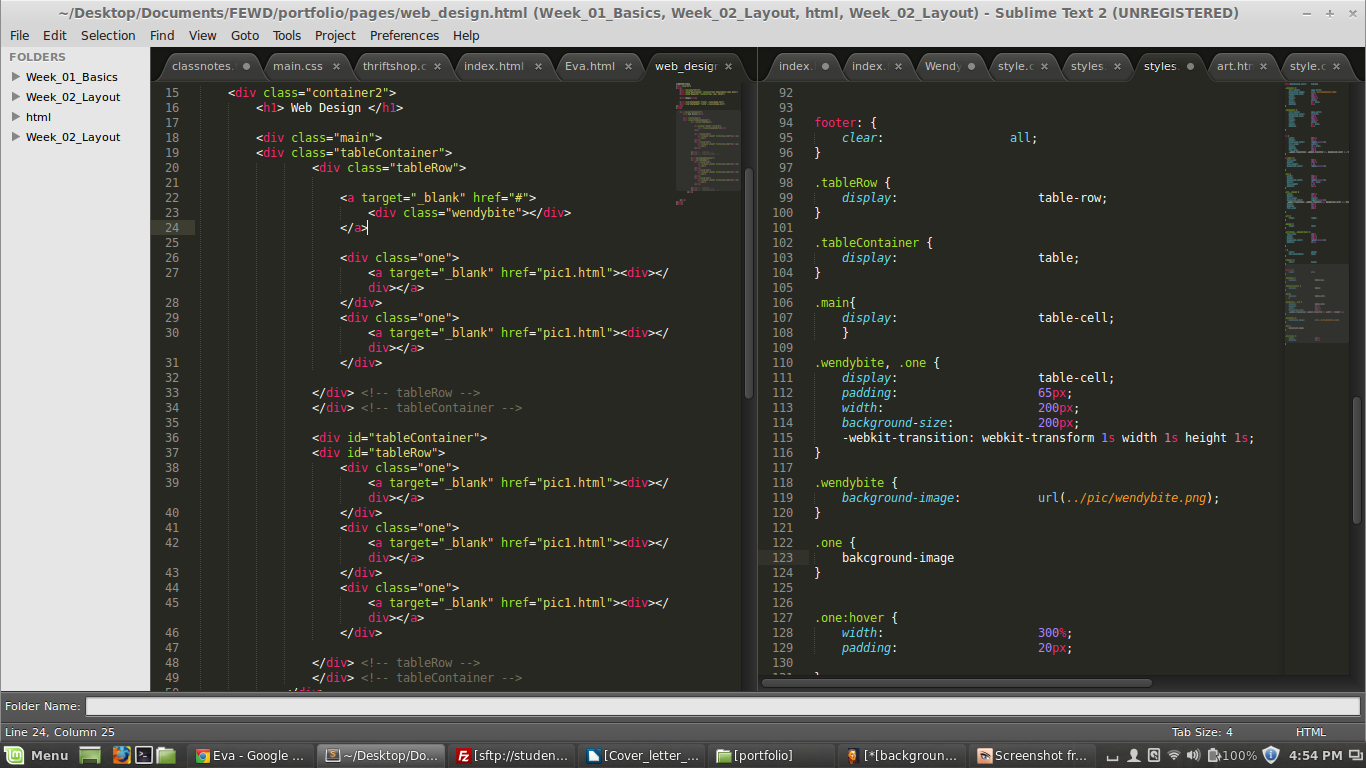 ~/Desktop/Documents/FEWD/portfolio/pages/web_design.html (Week_01_Basics, Week_02_Layout, html, Week_02_Layout) - Sublime Text 2 (UNREGISTERED)
File Edit Selection Find View Goto Tools Project Preferences Help
FOLDERS
Week_01_Basics
Week_02_Layout
html
Week_02_Layout
classnotes. main.css thriftshop.c index.html Eva.html web_design
15 <div class="container2">
16 <h1> Web Design </h1>
17
18 <div class="main">
19 <div class="tableContainer">
20 <div class="tableRow">
21
22 <a target="_blank" href="#">
23 <div class="wendybite"></div>
24 </a>
25
26 <div class="one">
27 <a target="_blank" href="pic1.html"><div></
div></a>
28 </div>
29 <div class="one">
30 <a target="_blank" href="pic1.html"><div></
div></a>
31 </div>
32
33 </div> <!-- tableRow -->
34 </div> <!-- tableContainer -->
35
36 <div id="tableContainer">
37 <div id="tableRow">
38 <div class="one">
39 <a target="_blank" href="pic1.html"><div></
div></a>
40 </div>
41 <div class="one">
42 <a target="_blank" href="pic1.html"><div></
div></a>
43 </div>
44 <div class="one">
45 <a target="_blank" href="pic1.html"><div></
div></a>
46 </div>
47
48 </div> <!-- tableRow -->
49 </div> <!-- tableContainer -->
index. index. Wendy style.c styles. styles. art.htm style.c
92
93
94 footer: {
95 clear: all;
96 }
97
98 .tableRow {
99 display: table-row;
100 }
101
102 .tableContainer {
103 display: table;
104 }
105
106 .main{
107 display: table-cell;
108 }
109
110 .wendybite, .one {
111 display: table-cell;
112 padding: 65px;
113 width: 200px;
114 background-size: 200px;
115 -webkit-transition: webkit-transform 1s width 1s height 1s;
116 }
117
118 .wendybite {
119 background-image: url(../pic/wendybite.png);
120 }
121
122 .one {
123 bakcground-image
124 }
125
126
127 .one:hover {
128 width: 300%;
129 padding: 20px;
130
Folder Name:
Line 24, Column 25 Tab Size: 4 HTML
Menu Eva - Google ... ~/Desktop/Do... [sftp://studen... [Cover_letter_... [portfolio] [*[backgroun... Screenshot fr... 100% 4:54 PM